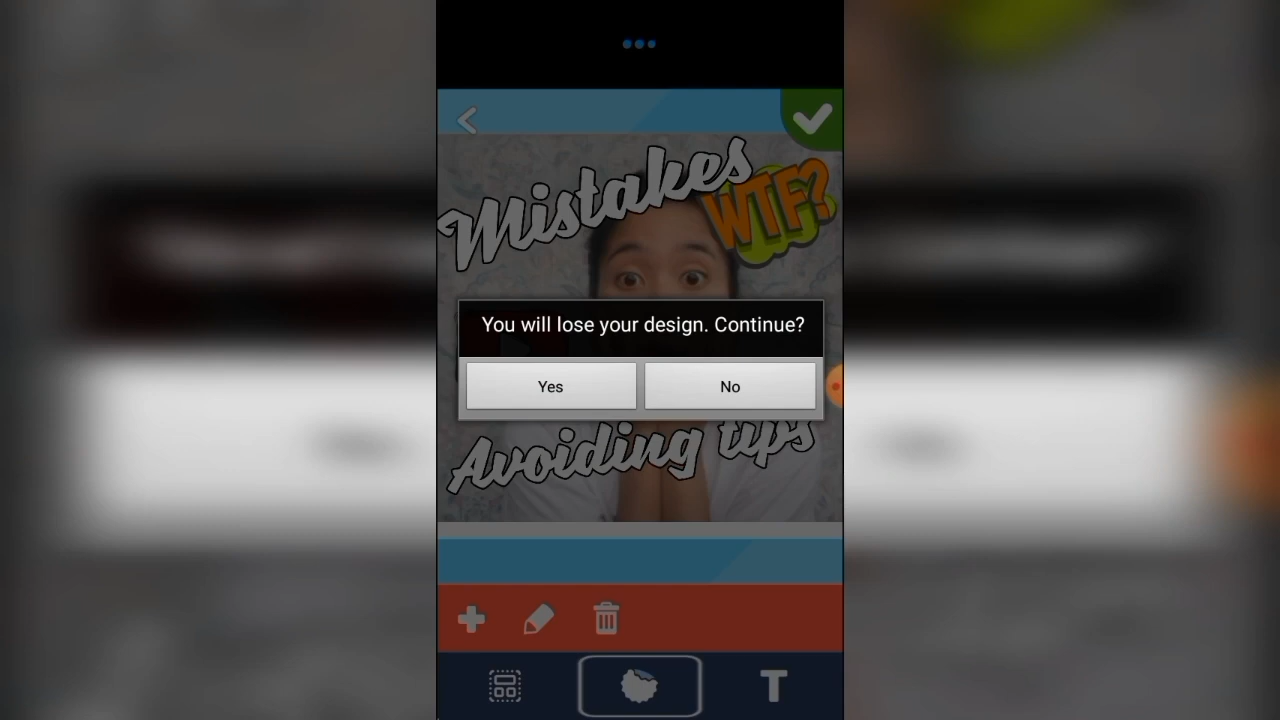 Mistakes
WTF?
You will lose your design. Continue?
Yes
No
Avoiding tips
T